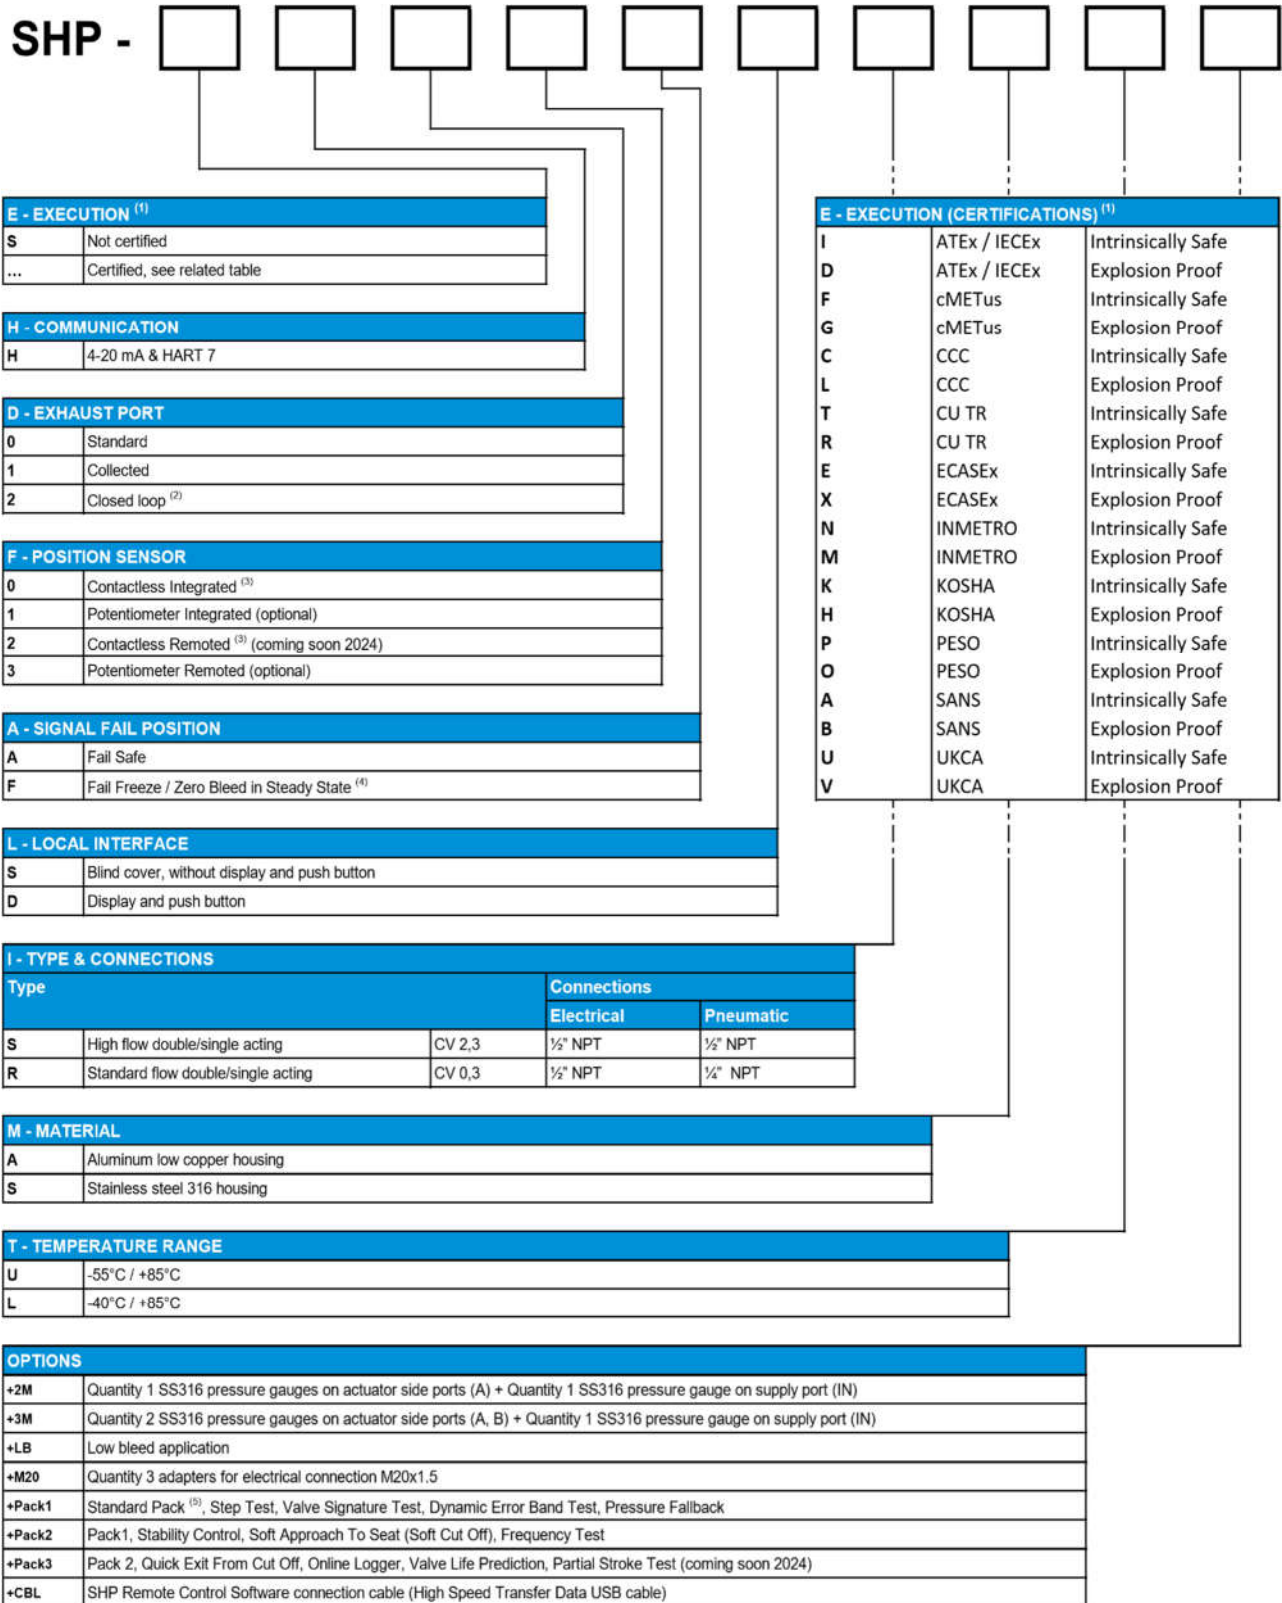 SHP -
E - EXECUTION (1)
S Not certified
... Certified, see related table
H - COMMUNICATION
H 4-20 mA & HART 7
D - EXHAUST PORT
0 Standard
1 Collected
2 Closed loop (2)
F - POSITION SENSOR
0 Contactless Integrated (3)
1 Potentiometer Integrated (optional)
2 Contactless Remoted (3) (coming soon 2024)
3 Potentiometer Remoted (optional)
A - SIGNAL FAIL POSITION
A Fail Safe
F Fail Freeze / Zero Bleed in Steady State (4)
L - LOCAL INTERFACE
S Blind cover, without display and push button
D Display and push button
E - EXECUTION (CERTIFICATIONS) (1)
I ATEx / IECEx Intrinsically Safe
D ATEx / IECEx Explosion Proof
F cMETus Intrinsically Safe
G cMETus Explosion Proof
C CCC Intrinsically Safe
L CCC Explosion Proof
T CU TR Intrinsically Safe
R CU TR Explosion Proof
E ECASEx Intrinsically Safe
X ECASEx Explosion Proof
N INMETRO Intrinsically Safe
M INMETRO Explosion Proof
K KOSHA Intrinsically Safe
H KOSHA Explosion Proof
P PESO Intrinsically Safe
O PESO Explosion Proof
A SANS Intrinsically Safe
B SANS Explosion Proof
U UKCA Intrinsically Safe
V UKCA Explosion Proof
I - TYPE & CONNECTIONS
Type Connections
Electrical Pneumatic
S High flow double/single acting CV 2,3 ½" NPT ½" NPT
R Standard flow double/single acting CV 0,3 ½" NPT ¼" NPT
M - MATERIAL
A Aluminum low copper housing
S Stainless steel 316 housing
T - TEMPERATURE RANGE
U -55°C / +85°C
L -40°C / +85°C
OPTIONS
+2M Quantity 1 SS316 pressure gauges on actuator side ports (A) + Quantity 1 SS316 pressure gauge on supply port (IN)
+3M Quantity 2 SS316 pressure gauges on actuator side ports (A, B) + Quantity 1 SS316 pressure gauge on supply port (IN)
+LB Low bleed application
+M20 Quantity 3 adapters for electrical connection M20x1.5
+Pack1 Standard Pack (5), Step Test, Valve Signature Test, Dynamic Error Band Test, Pressure Fallback
+Pack2 Pack1, Stability Control, Soft Approach To Seat (Soft Cut Off), Frequency Test
+Pack3 Pack 2, Quick Exit From Cut Off, Online Logger, Valve Life Prediction, Partial Stroke Test (coming soon 2024)
+CBL SHP Remote Control Software connection cable (High Speed Transfer Data USB cable)